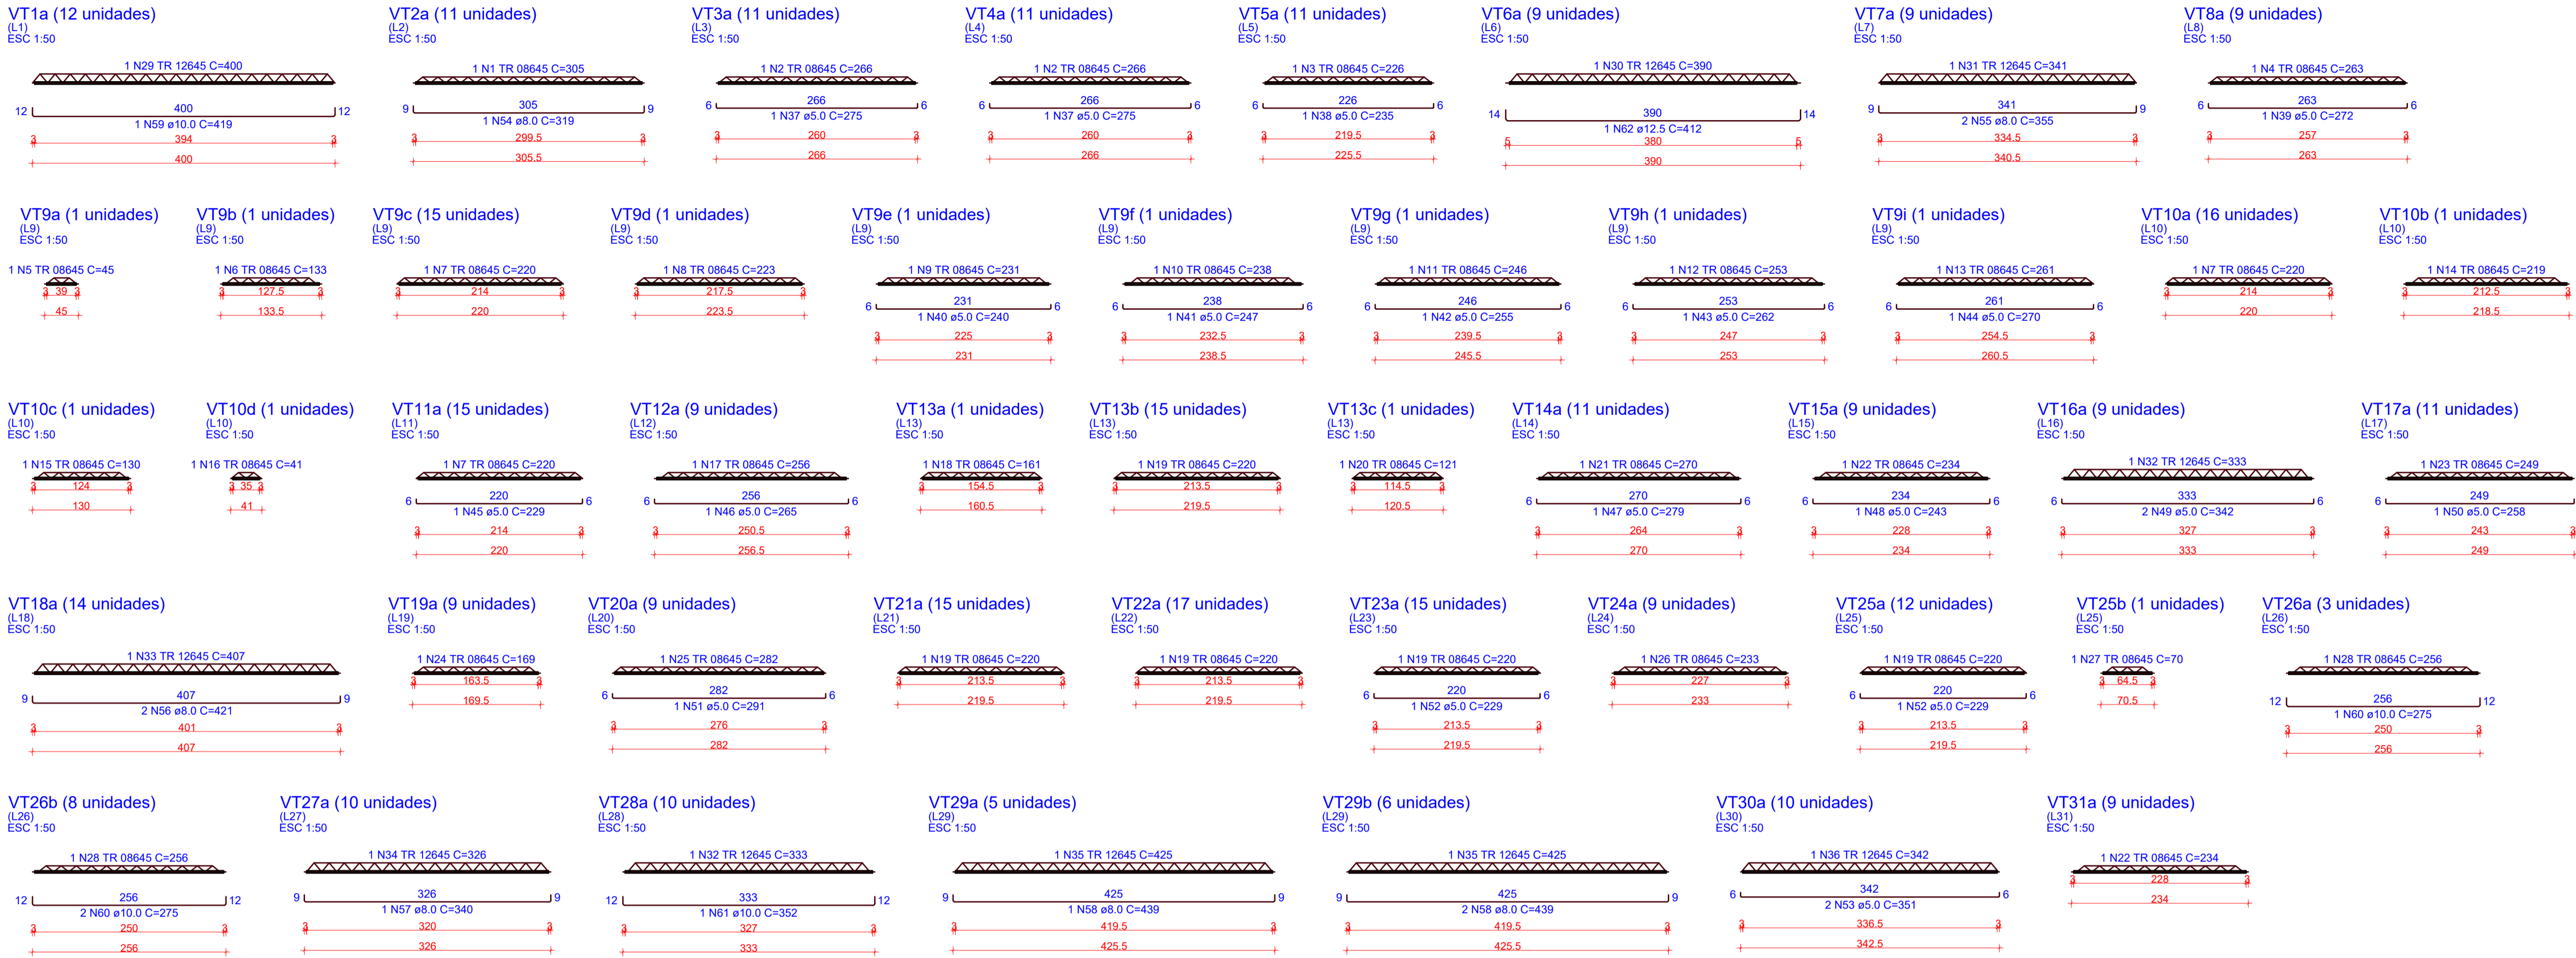 VT1a (12 unidades)
(L1)
ESC 1:50
1 N29 TR 12645 C=400
12 400 12
1 N59 ø10.0 C=419
3 394 3
400
VT2a (11 unidades)
(L2)
ESC 1:50
1 N1 TR 08645 C=305
9 305 9
1 N54 ø8.0 C=319
3 299.5 3
305.5
VT3a (11 unidades)
(L3)
ESC 1:50
1 N2 TR 08645 C=266
6 266 6
1 N37 ø5.0 C=275
3 260 3
266
VT4a (11 unidades)
(L4)
ESC 1:50
1 N2 TR 08645 C=266
6 266 6
1 N37 ø5.0 C=275
3 260 3
266
VT5a (11 unidades)
(L5)
ESC 1:50
1 N3 TR 08645 C=226
6 226 6
1 N38 ø5.0 C=235
3 219.5 3
225.5
VT6a (9 unidades)
(L6)
ESC 1:50
1 N30 TR 12645 C=390
14 390 14
1 N62 ø12.5 C=412
5 380 5
390
VT7a (9 unidades)
(L7)
ESC 1:50
1 N31 TR 12645 C=341
9 341 9
2 N55 ø8.0 C=355
3 334.5 3
340.5
VT8a (9 unidades)
(L8)
ESC 1:50
1 N4 TR 08645 C=263
6 263 6
1 N39 ø5.0 C=272
3 257 3
263
VT9a (1 unidades)
(L9)
ESC 1:50
1 N5 TR 08645 C=45
3 39 3
45
VT9b (1 unidades)
(L9)
ESC 1:50
1 N6 TR 08645 C=133
3 127.5 3
133.5
VT9c (15 unidades)
(L9)
ESC 1:50
1 N7 TR 08645 C=220
3 214 3
220
VT9d (1 unidades)
(L9)
ESC 1:50
1 N8 TR 08645 C=223
3 217.5 3
223.5
VT9e (1 unidades)
(L9)
ESC 1:50
1 N9 TR 08645 C=231
6 231 6
1 N40 ø5.0 C=240
3 225 3
231
VT9f (1 unidades)
(L9)
ESC 1:50
1 N10 TR 08645 C=238
6 238 6
1 N41 ø5.0 C=247
3 232.5 3
238.5
VT9g (1 unidades)
(L9)
ESC 1:50
1 N11 TR 08645 C=246
6 246 6
1 N42 ø5.0 C=255
3 239.5 3
245.5
VT9h (1 unidades)
(L9)
ESC 1:50
1 N12 TR 08645 C=253
6 253 6
1 N43 ø5.0 C=262
3 247 3
253
VT9i (1 unidades)
(L9)
ESC 1:50
1 N13 TR 08645 C=261
6 261 6
1 N44 ø5.0 C=270
3 254.5 3
260.5
VT10a (16 unidades)
(L10)
ESC 1:50
1 N7 TR 08645 C=220
3 214 3
220
VT10b (1 unidades)
(L10)
ESC 1:50
1 N14 TR 08645 C=219
3 212.5 3
218.5
VT10c (1 unidades)
(L10)
ESC 1:50
1 N15 TR 08645 C=130
3 124 3
130
VT10d (1 unidades)
(L10)
ESC 1:50
1 N16 TR 08645 C=41
3 35 3
41
VT11a (15 unidades)
(L11)
ESC 1:50
1 N7 TR 08645 C=220
6 220 6
1 N45 ø5.0 C=229
3 214 3
220
VT12a (9 unidades)
(L12)
ESC 1:50
1 N17 TR 08645 C=256
6 256 6
1 N46 ø5.0 C=265
3 250.5 3
256.5
VT13a (1 unidades)
(L13)
ESC 1:50
1 N18 TR 08645 C=161
3 154.5 3
160.5
VT13b (15 unidades)
(L13)
ESC 1:50
1 N19 TR 08645 C=220
3 213.5 3
219.5
VT13c (1 unidades)
(L13)
ESC 1:50
1 N20 TR 08645 C=121
3 114.5 3
120.5
VT14a (11 unidades)
(L14)
ESC 1:50
1 N21 TR 08645 C=270
6 270 6
1 N47 ø5.0 C=279
3 264 3
270
VT15a (9 unidades)
(L15)
ESC 1:50
1 N22 TR 08645 C=234
6 234 6
1 N48 ø5.0 C=243
3 228 3
234
VT16a (9 unidades)
(L16)
ESC 1:50
1 N32 TR 12645 C=333
6 333 6
2 N49 ø5.0 C=342
3 327 3
333
VT17a (11 unidades)
(L17)
ESC 1:50
1 N23 TR 08645 C=249
6 249 6
1 N50 ø5.0 C=258
3 243 3
249
VT18a (14 unidades)
(L18)
ESC 1:50
1 N33 TR 12645 C=407
9 407 9
2 N56 ø8.0 C=421
3 401 3
407
VT19a (9 unidades)
(L19)
ESC 1:50
1 N24 TR 08645 C=169
3 163.5 3
169.5
VT20a (9 unidades)
(L20)
ESC 1:50
1 N25 TR 08645 C=282
6 282 6
1 N51 ø5.0 C=291
3 276 3
282
VT21a (15 unidades)
(L21)
ESC 1:50
1 N19 TR 08645 C=220
3 213.5 3
219.5
VT22a (17 unidades)
(L22)
ESC 1:50
1 N19 TR 08645 C=220
3 213.5 3
219.5
VT23a (15 unidades)
(L23)
ESC 1:50
1 N19 TR 08645 C=220
6 220 6
1 N52 ø5.0 C=229
3 213.5 3
219.5
VT24a (9 unidades)
(L24)
ESC 1:50
1 N26 TR 08645 C=233
3 227 3
233
VT25a (12 unidades)
(L25)
ESC 1:50
1 N19 TR 08645 C=220
6 220 6
1 N52 ø5.0 C=229
3 213.5 3
219.5
VT25b (1 unidades)
(L25)
ESC 1:50
1 N27 TR 08645 C=70
3 64.5 3
70.5
VT26a (3 unidades)
(L26)
ESC 1:50
1 N28 TR 08645 C=256
12 256 12
1 N60 ø10.0 C=275
3 250 3
256
VT26b (8 unidades)
(L26)
ESC 1:50
1 N28 TR 08645 C=256
12 256 12
2 N60 ø10.0 C=275
3 250 3
256
VT27a (10 unidades)
(L27)
ESC 1:50
1 N34 TR 12645 C=326
9 326 9
1 N57 ø8.0 C=340
3 320 3
326
VT28a (10 unidades)
(L28)
ESC 1:50
1 N32 TR 12645 C=333
12 333 12
1 N61 ø10.0 C=352
3 327 3
333
VT29a (5 unidades)
(L29)
ESC 1:50
1 N35 TR 12645 C=425
9 425 9
1 N58 ø8.0 C=439
3 419.5 3
425.5
VT29b (6 unidades)
(L29)
ESC 1:50
1 N35 TR 12645 C=425
9 425 9
2 N58 ø8.0 C=439
3 419.5 3
425.5
VT30a (10 unidades)
(L30)
ESC 1:50
1 N36 TR 12645 C=342
6 342 6
2 N53 ø5.0 C=351
3 336.5 3
342.5
VT31a (9 unidades)
(L31)
ESC 1:50
1 N22 TR 08645 C=234
3 228 3
234